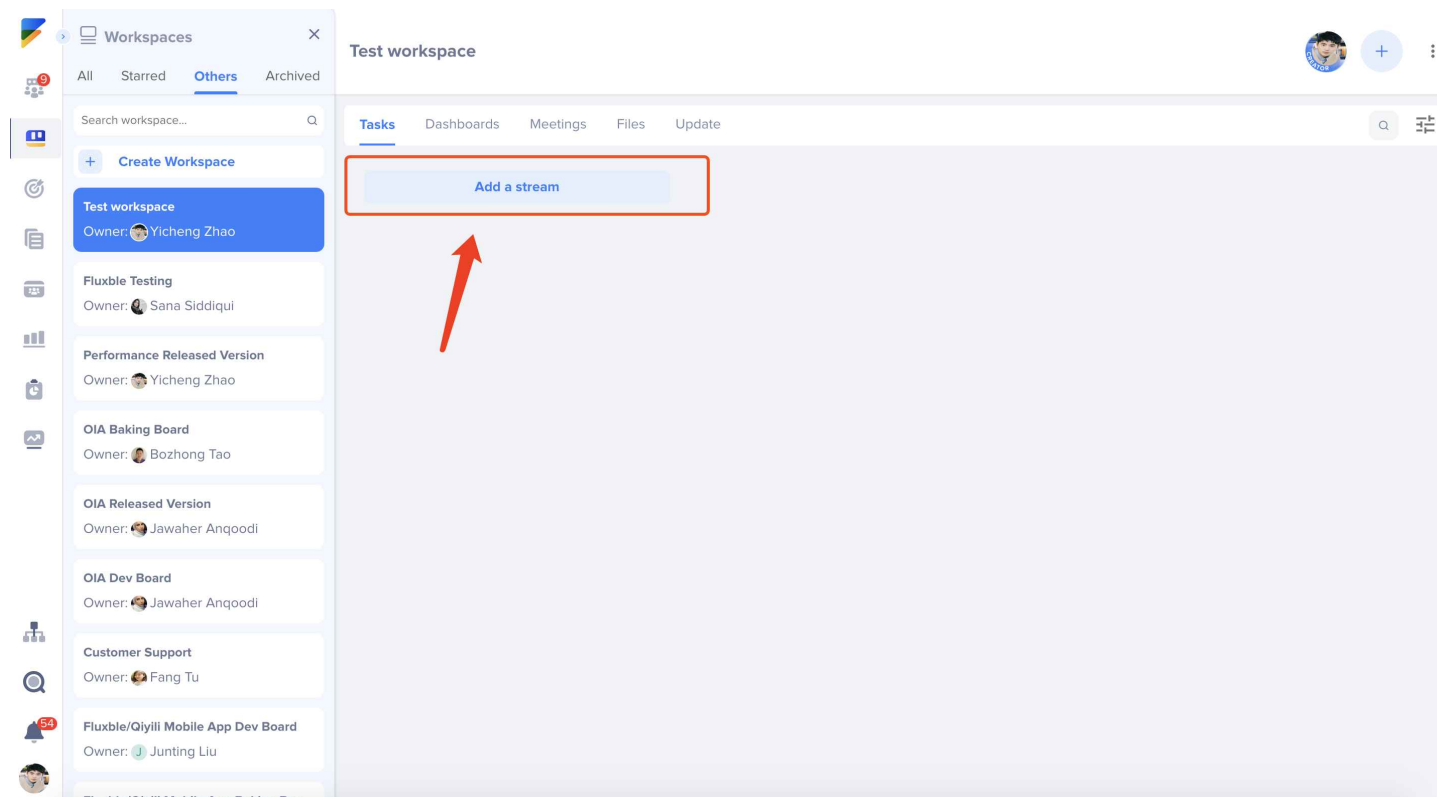 Workspaces
Test workspace
All Starred Others Archived
CREATOR
9
Search workspace...
Tasks Dashboards Meetings Files Update
Create Workspace
Add a stream
Test workspace
Owner: Yicheng Zhao
Fluxble Testing
Owner: Sana Siddiqui
Performance Released Version
Owner: Yicheng Zhao
OIA Baking Board
Owner: Bozhong Tao
OIA Released Version
Owner: Jawaher Anqoodi
OIA Dev Board
Owner: Jawaher Anqoodi
Customer Support
Owner: Fang Tu
54
Fluxble/Qiyili Mobile App Dev Board
Owner: J Junting Liu